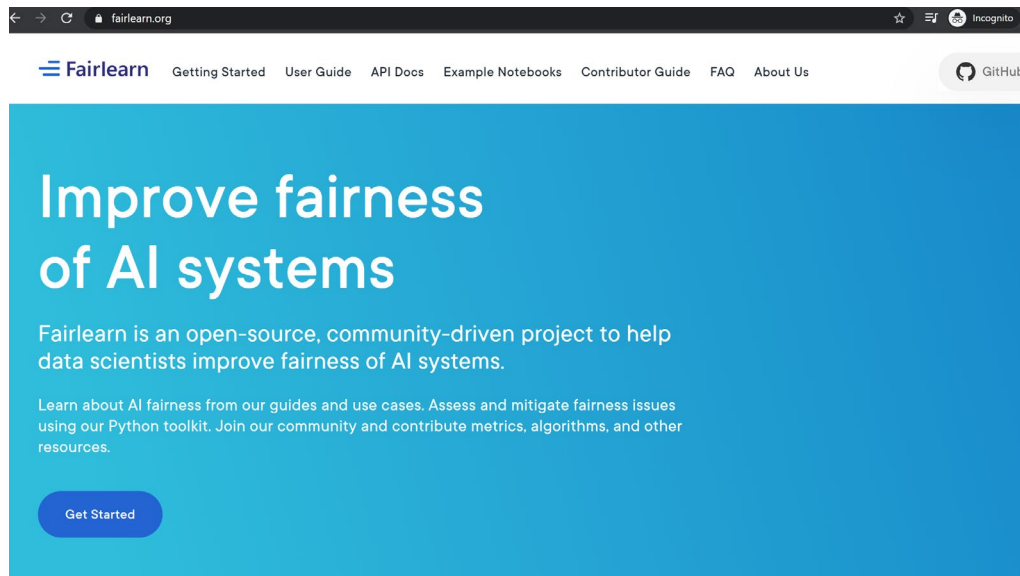 fairlearn.org
Incognito
Fairlearn
Getting Started User Guide API Docs Example Notebooks Contributor Guide FAQ About Us
GitHub
Improve fairness
of AI systems
Fairlearn is an open-source, community-driven project to help
data scientists improve fairness of AI systems.
Learn about AI fairness from our guides and use cases. Assess and mitigate fairness issues
using our Python toolkit. Join our community and contribute metrics, algorithms, and other
resources.
Get Started